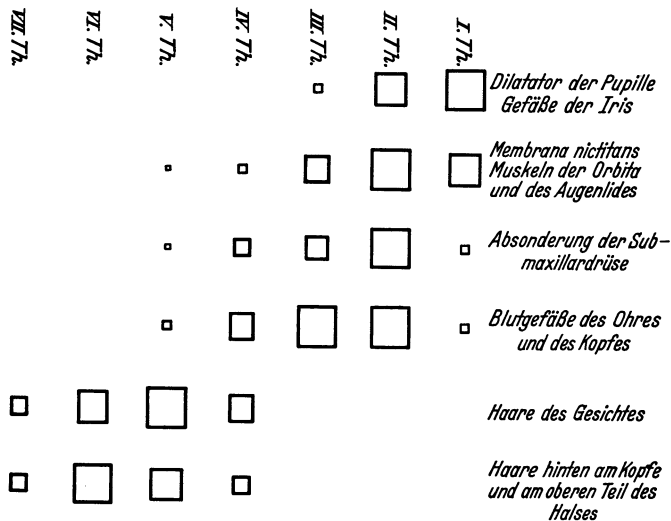 VII. Th. VI. Th. V. Th. IV. Th. III. Th. II. Th. I. Th.
Dilatator der Pupille
Gefäße der Iris
Membrana nictitans
Muskeln der Orbita
und des Augenlides
Absonderung der Sub-
maxillardrüse
Blutgefäße des Ohres
und des Kopfes
Haare des Gesichtes
Haare hinten am Kopfe
und am oberen Teil des
Halses